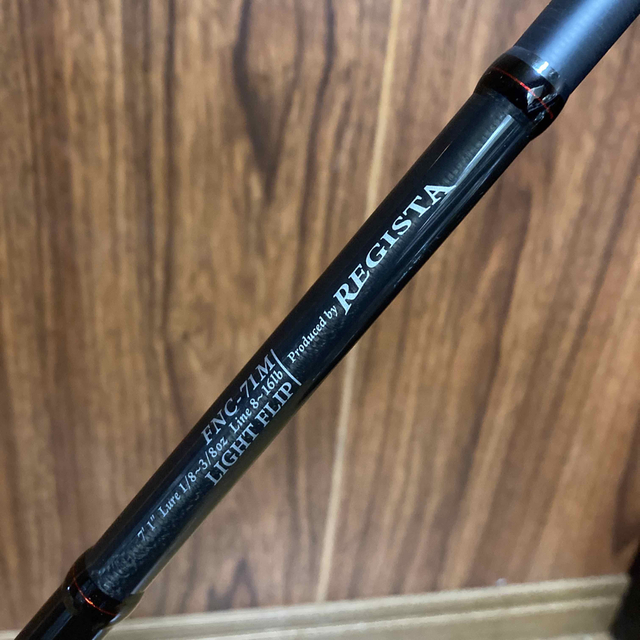 FNC-71M
7'1" Lure 1/8~3/8oz Line 8~16lb
LIGHT FLIP
Produced by REGISTA